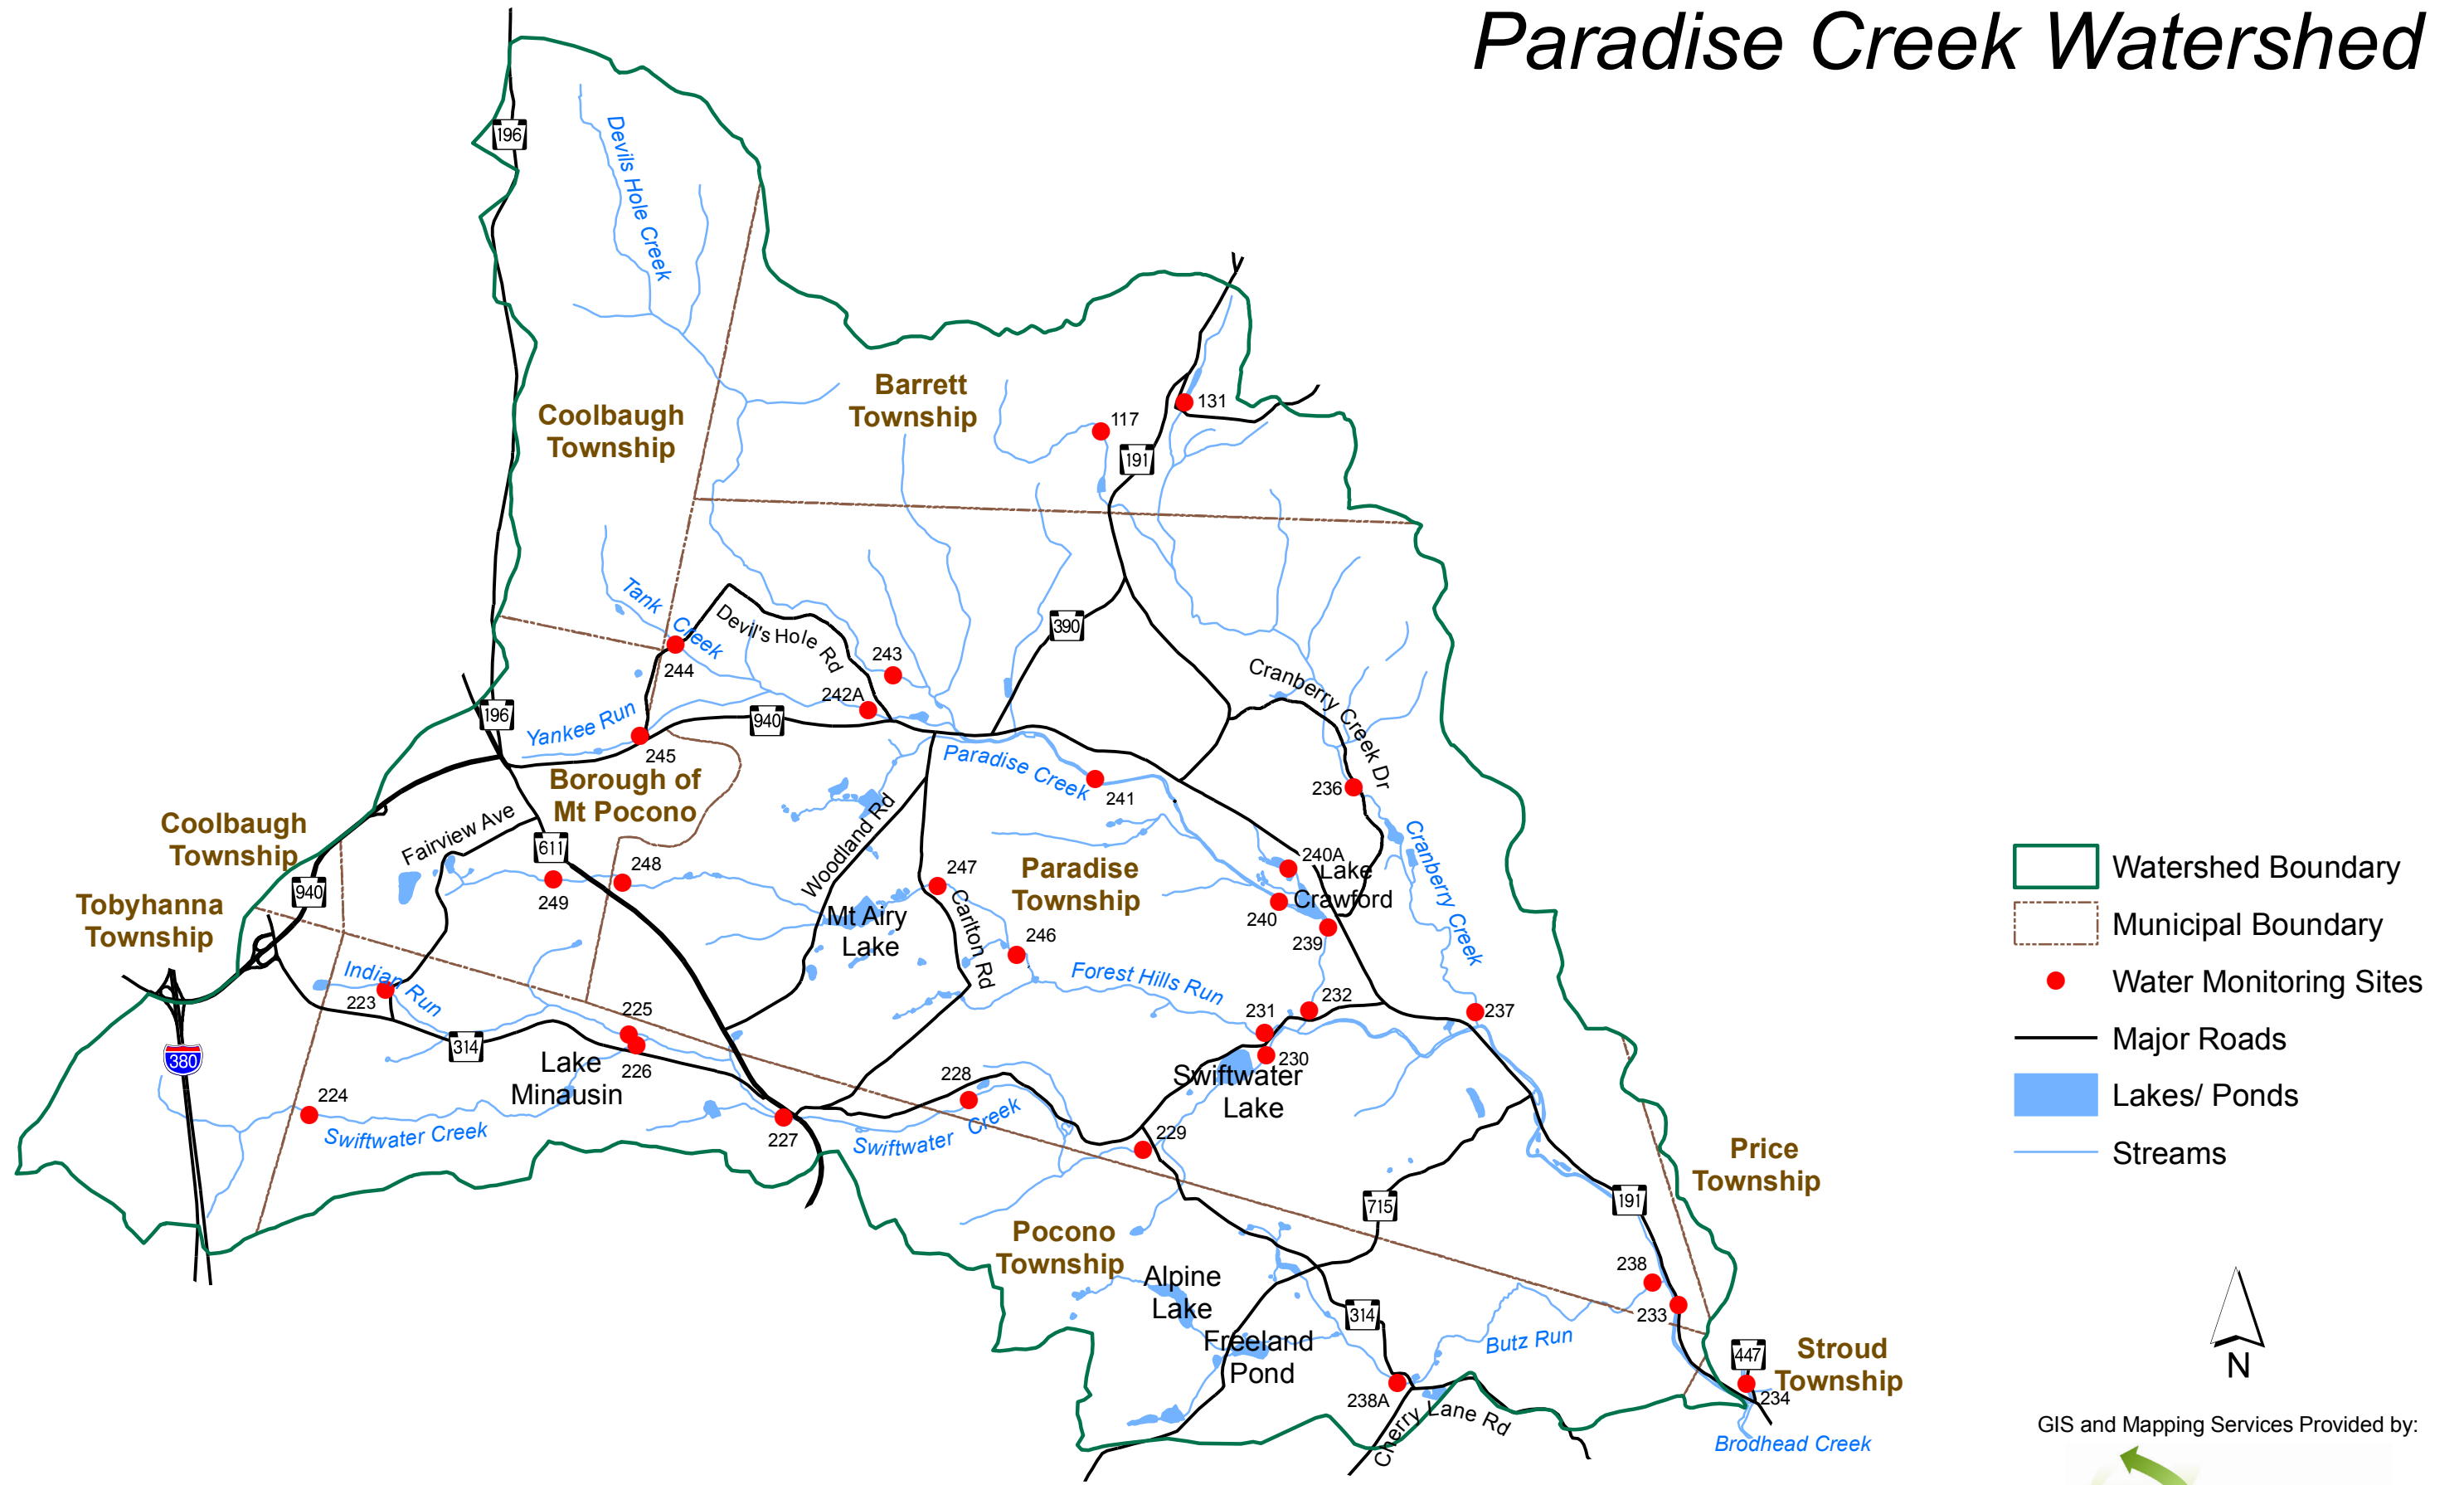 Paradise Creek Watershed
196
Devils Hole Creek
Barrett
Township
131
117
191
Coolbaugh
Township
Tank
Creek
Devil's Hole Rd
390
244
243
242A
Cranberry Creek Dr
196
Yankee Run
940
245
Paradise Creek
241
236
Borough of
Mt Pocono
Coolbaugh
Township
Fairview Ave
611
Woodland Rd
Cranberry Creek
240A
Lake
Crawford
940
248
249
247
Paradise
Township
240
239
Tobyhanna
Township
Mt Airy
Lake
Carlton Rd
246
Forest Hills Run
Indian Run
223
225
231
232
237
380
314
226
Lake
Minausin
230
Swiftwater
Lake
224
Swiftwater Creek
227
228
Swiftwater Creek
229
Price
Township
715
191
Pocono
Township
Alpine
Lake
238
233
314
Freeland
Pond
Butz Run
447
Stroud
Township
238A
234
Cherry Lane Rd
Brodhead Creek
Watershed Boundary
Municipal Boundary
Water Monitoring Sites
Major Roads
Lakes/ Ponds
Streams
N
GIS and Mapping Services Provided by: